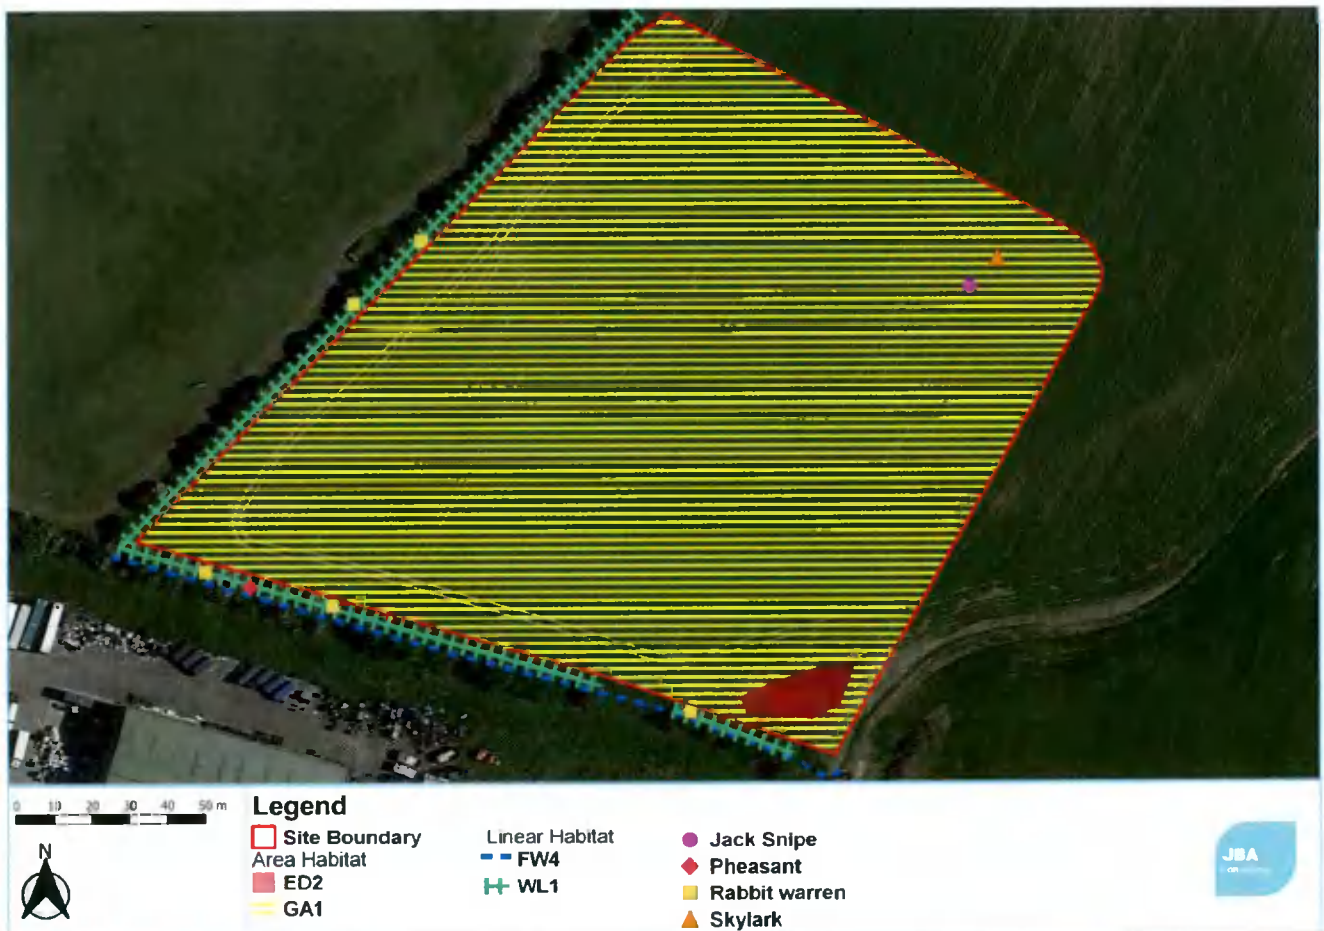 0 10 20 30 40 50 m
N
Legend
Site Boundary
Area Habitat
ED2
GA1
Linear Habitat
FW4
WL1
Jack Snipe
Pheasant
Rabbit warren
Skylark
JBA